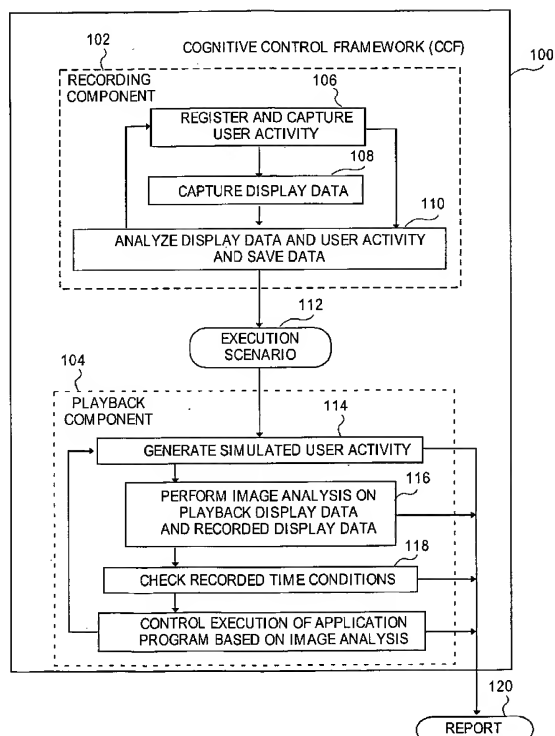 COGNITIVE CONTROL FRAMEWORK (CCF)
100
102
RECORDING
COMPONENT
106
REGISTER AND CAPTURE
USER ACTIVITY
108
CAPTURE DISPLAY DATA
110
ANALYZE DISPLAY DATA AND USER ACTIVITY
AND SAVE DATA
112
EXECUTION
SCENARIO
104
PLAYBACK
COMPONENT
114
GENERATE SIMULATED USER ACTIVITY
116
PERFORM IMAGE ANALYSIS ON
PLAYBACK DISPLAY DATA
AND RECORDED DISPLAY DATA
118
CHECK RECORDED TIME CONDITIONS
CONTROL EXECUTION OF APPLICATION
PROGRAM BASED ON IMAGE ANALYSIS
120
REPORT